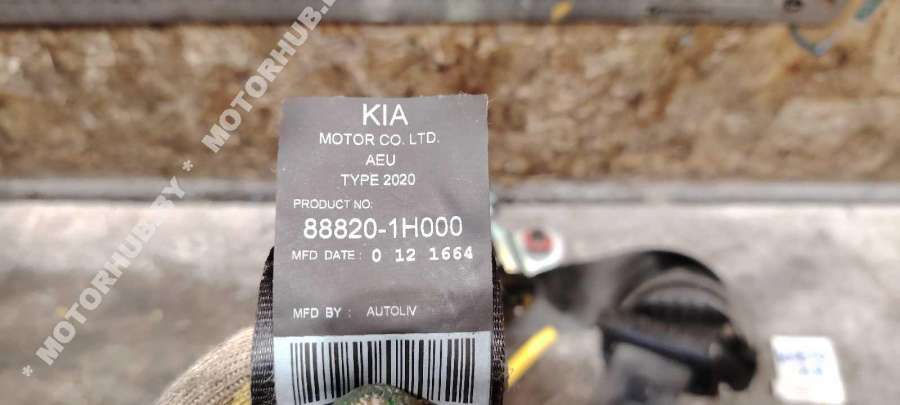 * MOTORHUB.BY * MOTORHUB.BY *
KIA
MOTOR CO. LTD.
AEU
TYPE 2020
PRODUCT NO:
88820-1H000
MFD DATE : 0 12 1664
MFD BY : AUTOLIV